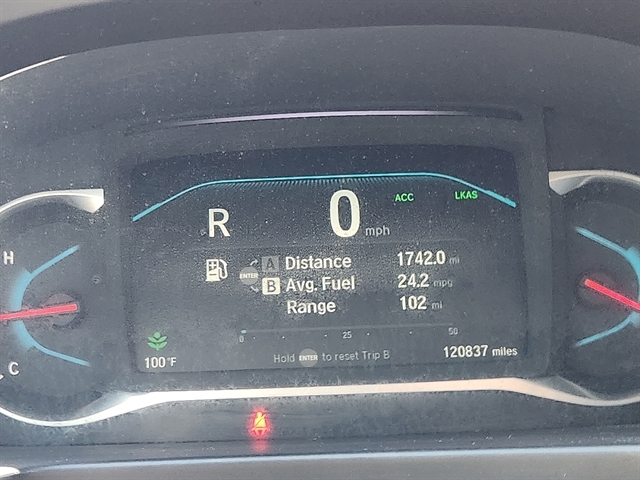 ACC LKAS
R 0 mph
H
A Distance 1742.0 mi
ENTER B Avg. Fuel 24.2 mpg
Range 102 mi
0 25 50
C
100°F Hold ENTER to reset Trip B 120837 miles